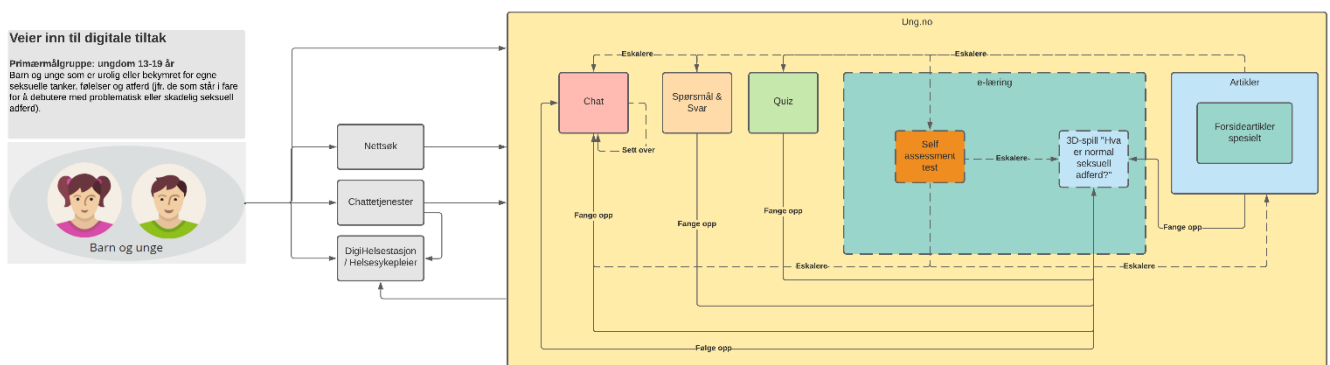 Veier inn til digitale tiltak
Primærmålgruppe: ungdom 13-19 år
Barn og unge som er urolig eller bekymret for egne
seksuelle tanker, følelser og atferd (jfr. de som står i fare
for å debutere med problematisk eller skadelig seksuell
adferd).
Barn og unge
Nettsøk
Chattetjenester
DigiHelsestasjon
/ Helsesykepleier
Ung.no
Eskalere
Eskalere
Chat
Spørsmål &
Svar
Quiz
e-læring
Artikler
Forsideartikler
spesielt
Sett over
Self
assessment
test
Eskalere
3D-spill "Hva
er normal
seksuell
adferd?"
Fange opp
Fange opp
Fange opp
Fange opp
Eskalere
Eskalere
Følge opp